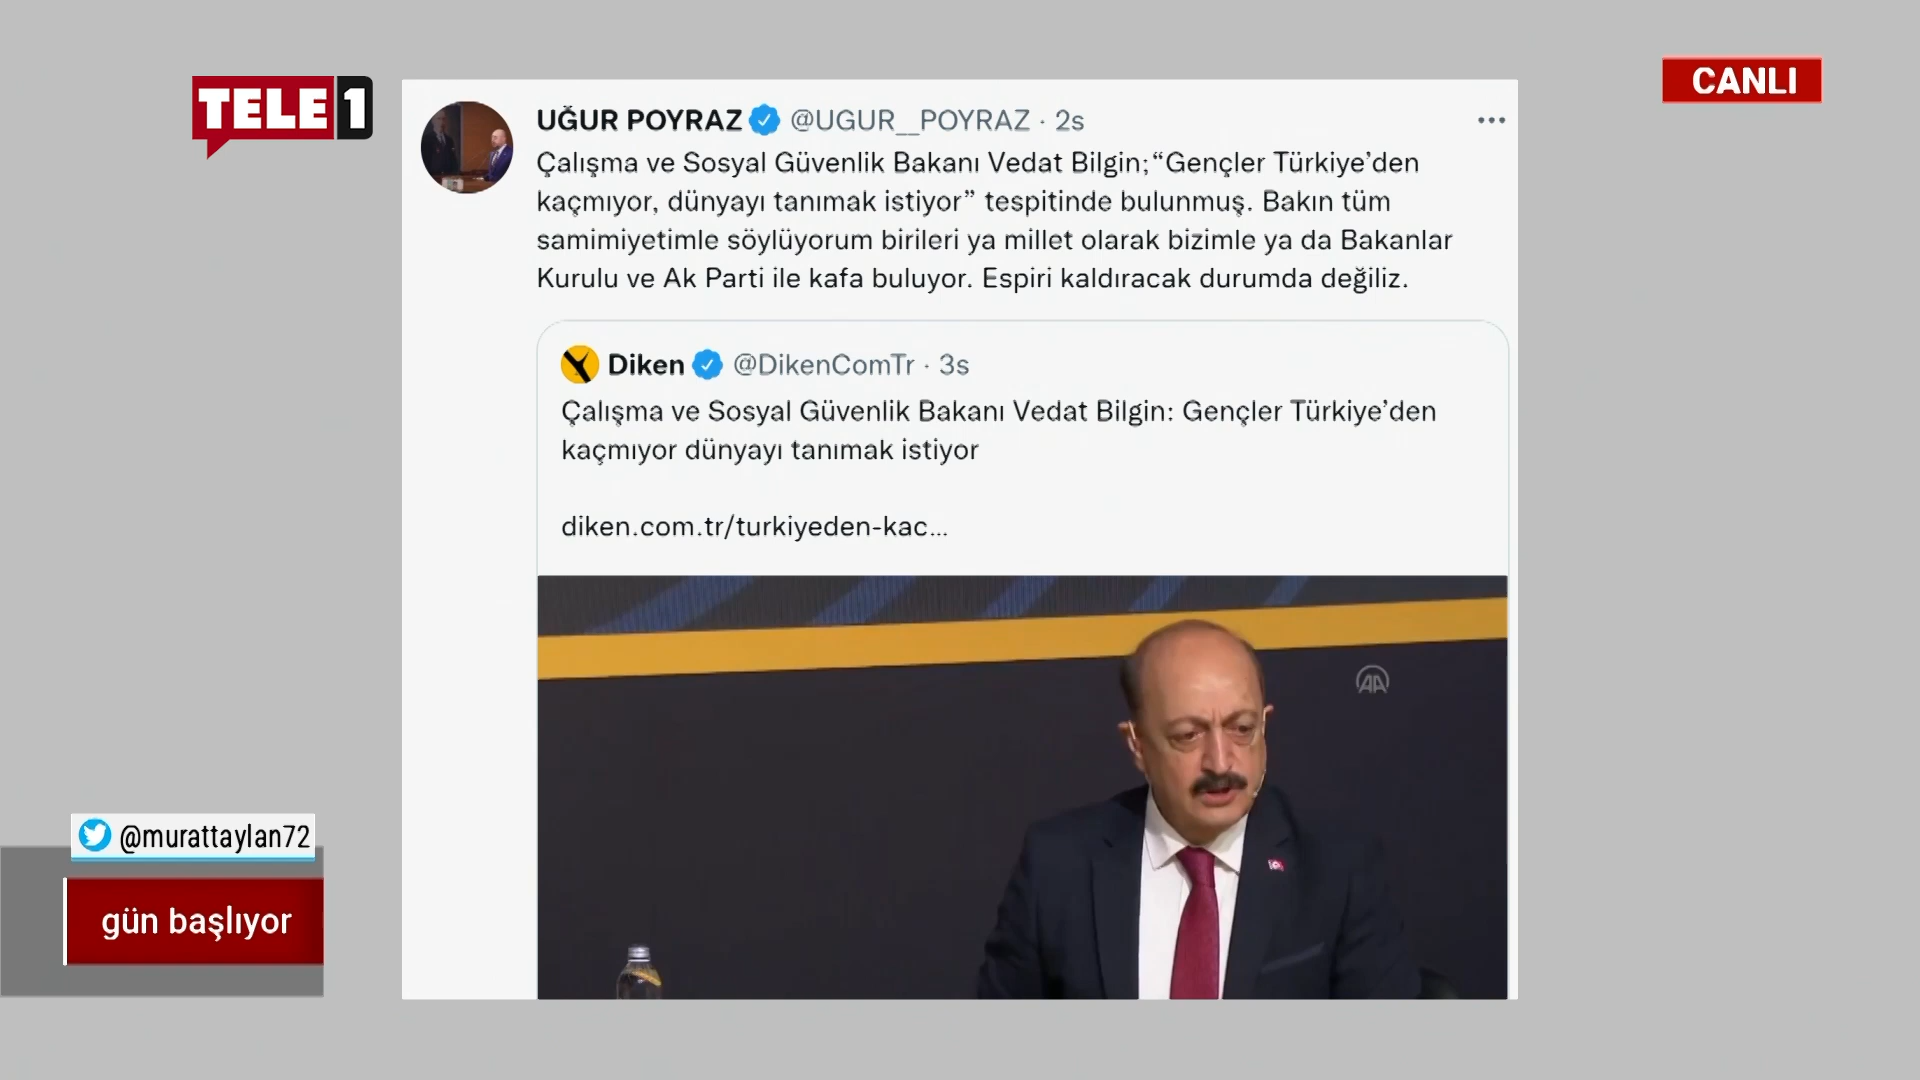 TELE1
CANLI
UĞUR POYRAZ @UGUR__POYRAZ · 2s
Çalışma ve Sosyal Güvenlik Bakanı Vedat Bilgin;“Gençler Türkiye’den
kaçmıyor, dünyayı tanımak istiyor” tespitinde bulunmuş. Bakın tüm
samimiyetimle söylüyorum birileri ya millet olarak bizimle ya da Bakanlar
Kurulu ve Ak Parti ile kafa buluyor. Espiri kaldıracak durumda değiliz.
Diken @DikenComTr · 3s
Çalışma ve Sosyal Güvenlik Bakanı Vedat Bilgin: Gençler Türkiye’den
kaçmıyor dünyayı tanımak istiyor
diken.com.tr/turkiyeden-kac...
AA
@murattaylan72
gün başlıyor